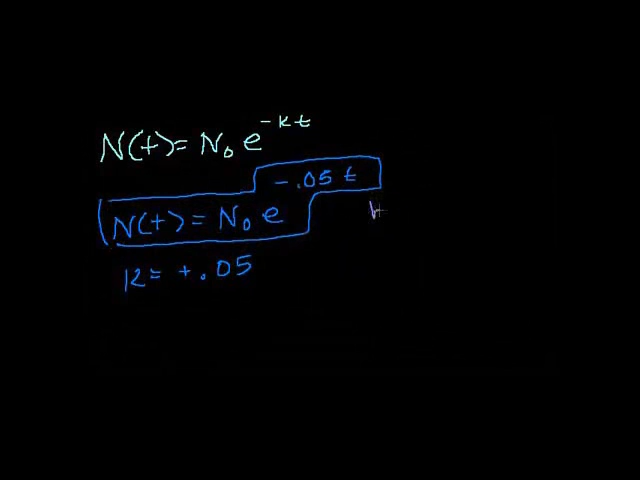 N(t) = N₀ e^{-kt}
N(t) = N₀ e^{-.05 t}
k = + .05